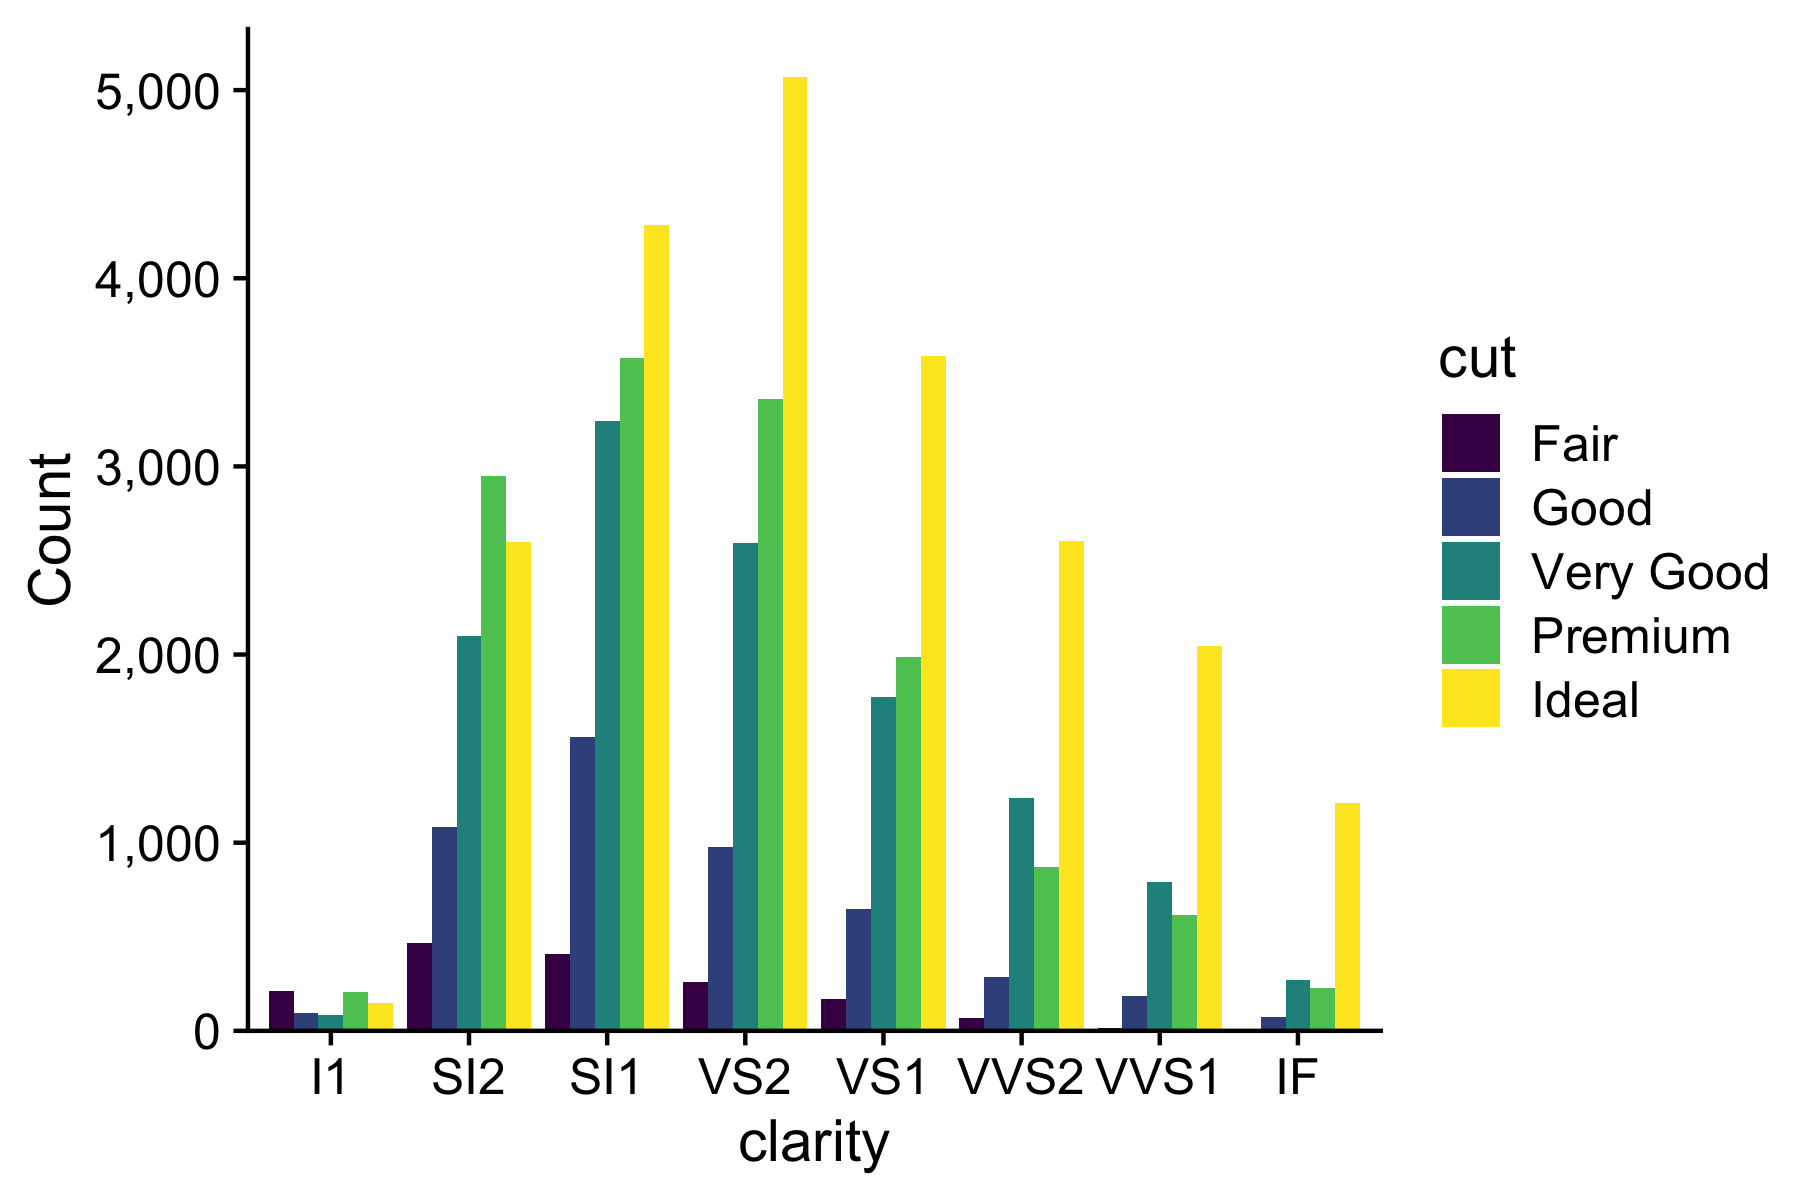 5,000
4,000
3,000
2,000
1,000
0
Count
I1 SI2 SI1 VS2 VS1 VVS2 VVS1 IF
clarity
cut
Fair
Good
Very Good
Premium
Ideal